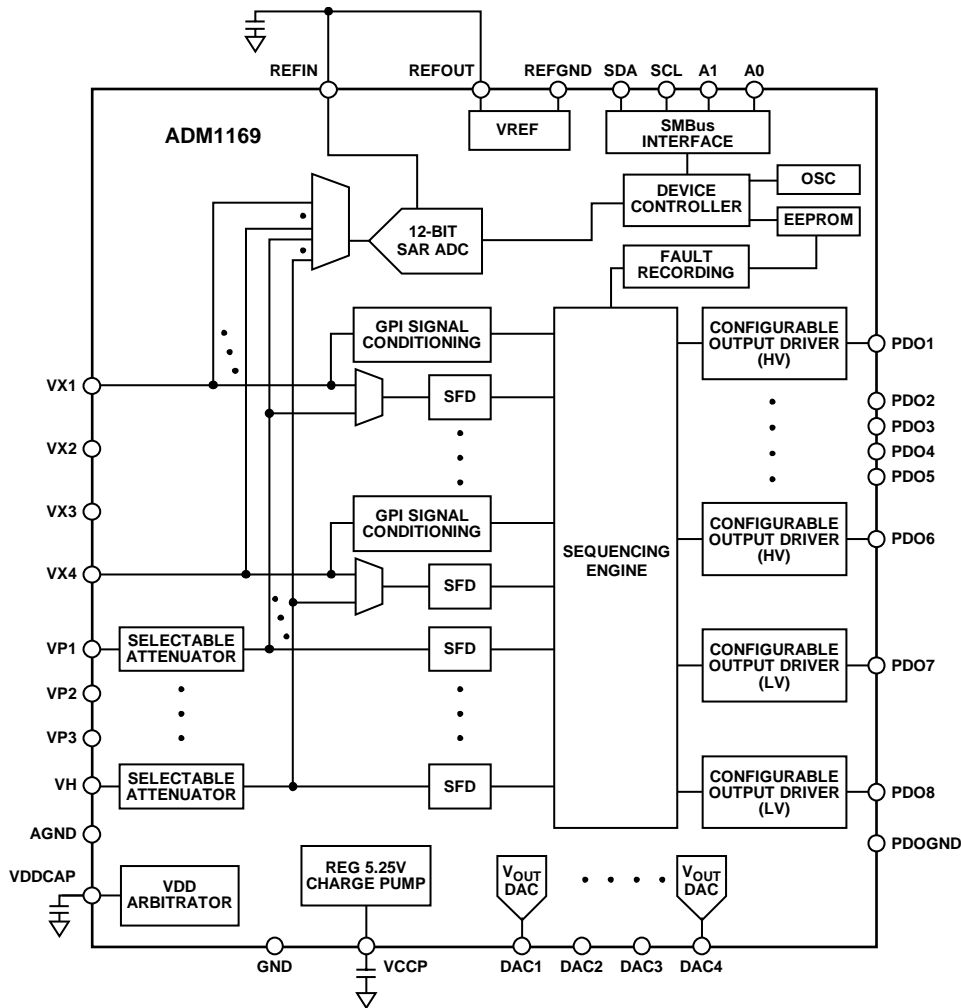 REFIN
REFOUT
REFGND
SDA
SCL
A1
A0
ADM1169
VREF
SMBus
INTERFACE
DEVICE
CONTROLLER
OSC
EEPROM
12-BIT
SAR ADC
FAULT
RECORDING
GPI SIGNAL
CONDITIONING
CONFIGURABLE
OUTPUT DRIVER
(HV)
PDO1
VX1
SFD
PDO2
PDO3
PDO4
PDO5
VX2
VX3
GPI SIGNAL
CONDITIONING
SEQUENCING
ENGINE
CONFIGURABLE
OUTPUT DRIVER
(HV)
PDO6
VX4
SFD
VP1
SELECTABLE
ATTENUATOR
SFD
CONFIGURABLE
OUTPUT DRIVER
(LV)
PDO7
VP2
VP3
VH
SELECTABLE
ATTENUATOR
SFD
CONFIGURABLE
OUTPUT DRIVER
(LV)
PDO8
AGND
PDOGND
VDDCAP
VDD
ARBITRATOR
REG 5.25V
CHARGE PUMP
VOUT
DAC
VOUT
DAC
GND
VCCP
DAC1
DAC2
DAC3
DAC4